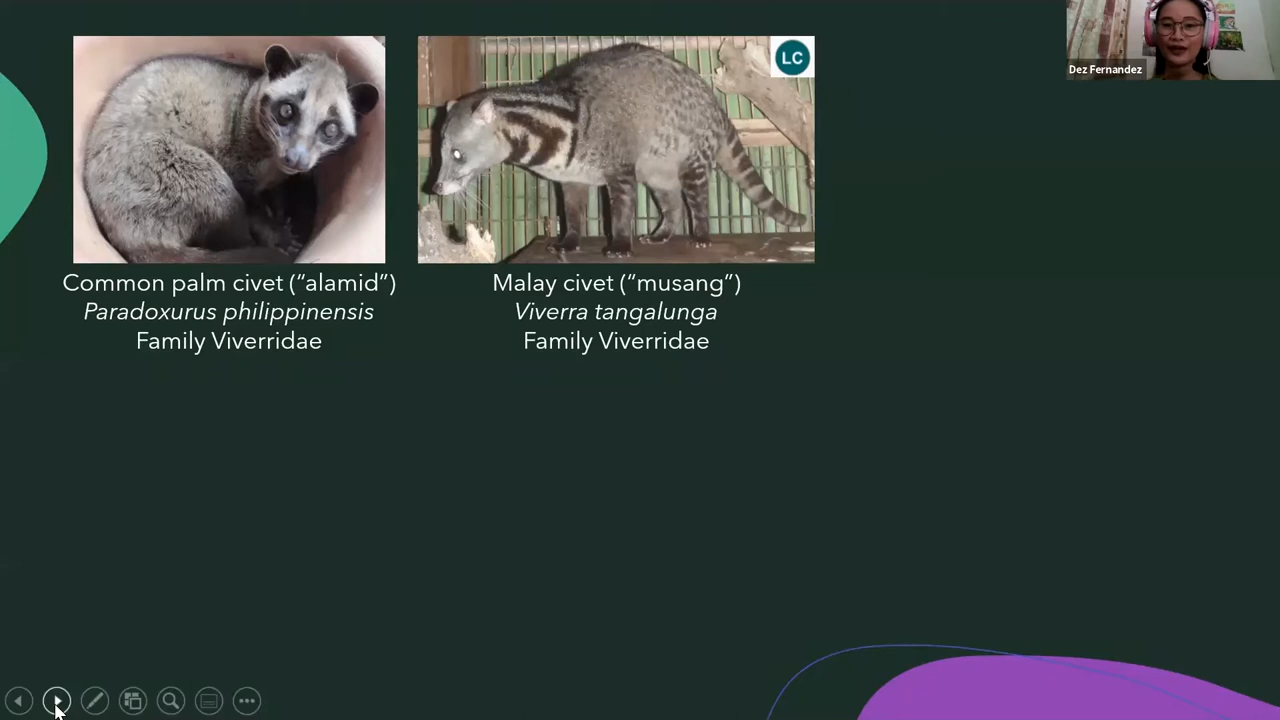 LC
Dez Fernandez
Common palm civet (“alamid”)
Paradoxurus philippinensis
Family Viverridae
Malay civet (“musang”)
Viverra tangalunga
Family Viverridae